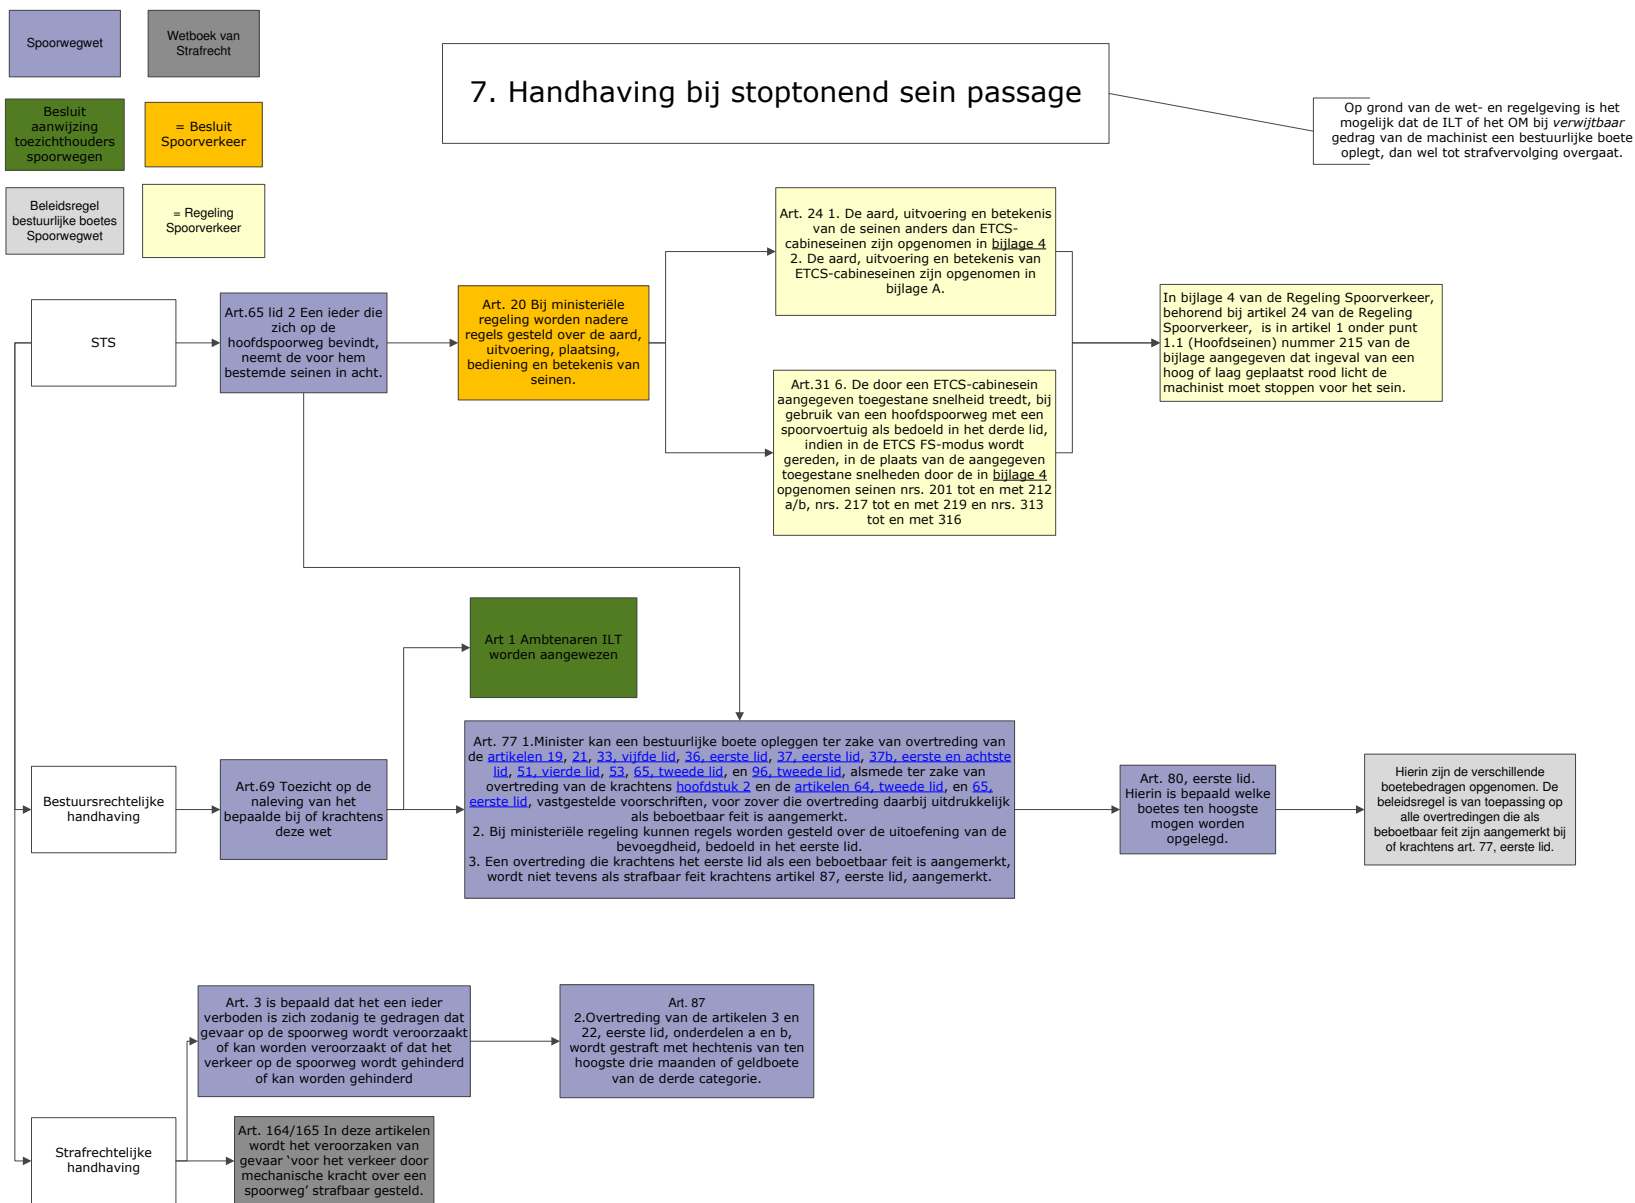 Spoorwegwet
Wetboek van
Strafrecht
Besluit
aanwijzing
toezichthouders
spoorwegen
= Besluit
Spoorverkeer
Beleidsregel
bestuurlijke boetes
Spoorwegwet
= Regeling
Spoorverkeer
7. Handhaving bij stoptonend sein passage
Op grond van de wet- en regelgeving is het
mogelijk dat de ILT of het OM bij verwijtbaar
gedrag van de machinist een bestuurlijke boete
oplegt, dan wel tot strafvervolging overgaat.
STS
Art.65 lid 2 Een ieder die
zich op de
hoofdspoorweg bevindt,
neemt de voor hem
bestemde seinen in acht.
Art. 20 Bij ministeriële
regeling worden nadere
regels gesteld over de aard,
uitvoering, plaatsing,
bediening en betekenis van
seinen.
Art. 24 1. De aard, uitvoering en betekenis
van de seinen anders dan ETCS-
cabineseinen zijn opgenomen in bijlage 4
2. De aard, uitvoering en betekenis van
ETCS-cabineseinen zijn opgenomen in
bijlage A.
Art.31 6. De door een ETCS-cabinesein
aangegeven toegestane snelheid treedt, bij
gebruik van een hoofdspoorweg met een
spoorvoertuig als bedoeld in het derde lid,
indien in de ETCS FS-modus wordt
gereden, in de plaats van de aangegeven
toegestane snelheden door de in bijlage 4
opgenomen seinen nrs. 201 tot en met 212
a/b, nrs. 217 tot en met 219 en nrs. 313
tot en met 316
In bijlage 4 van de Regeling Spoorverkeer,
behorend bij artikel 24 van de Regeling
Spoorverkeer, is in artikel 1 onder punt
1.1 (Hoofdseinen) nummer 215 van de
bijlage aangegeven dat ingeval van een
hoog of laag geplaatst rood licht de
machinist moet stoppen voor het sein.
Bestuursrechtelijke
handhaving
Art.69 Toezicht op de
naleving van het
bepaalde bij of krachtens
deze wet
Art 1 Ambtenaren ILT
worden aangewezen
Art. 77 1.Minister kan een bestuurlijke boete opleggen ter zake van overtreding van
de artikelen 19, 21, 33, vijfde lid, 36, eerste lid, 37, eerste lid, 37b, eerste en achtste
lid, 51, vierde lid, 53, 65, tweede lid, en 96, tweede lid, alsmede ter zake van
overtreding van de krachtens hoofdstuk 2 en de artikelen 64, tweede lid, en 65,
eerste lid, vastgestelde voorschriften, voor zover die overtreding daarbij uitdrukkelijk
als beboetbaar feit is aangemerkt.
2. Bij ministeriële regeling kunnen regels worden gesteld over de uitoefening van de
bevoegdheid, bedoeld in het eerste lid.
3. Een overtreding die krachtens het eerste lid als een beboetbaar feit is aangemerkt,
wordt niet tevens als strafbaar feit krachtens artikel 87, eerste lid, aangemerkt.
Art. 80, eerste lid.
Hierin is bepaald welke
boetes ten hoogste
mogen worden
opgelegd.
Hierin zijn de verschillende
boetebedragen opgenomen. De
beleidsregel is van toepassing op
alle overtredingen die als
beboetbaar feit zijn aangemerkt bij
of krachtens art. 77, eerste lid.
Strafrechtelijke
handhaving
Art. 3 is bepaald dat het een ieder
verboden is zich zodanig te gedragen dat
gevaar op de spoorweg wordt veroorzaakt
of kan worden veroorzaakt of dat het
verkeer op de spoorweg wordt gehinderd
of kan worden gehinderd
Art. 87
2.Overtreding van de artikelen 3 en
22, eerste lid, onderdelen a en b,
wordt gestraft met hechtenis van ten
hoogste drie maanden of geldboete
van de derde categorie.
Art. 164/165 In deze artikelen
wordt het veroorzaken van
gevaar ‘voor het verkeer door
mechanische kracht over een
spoorweg’ strafbaar gesteld.